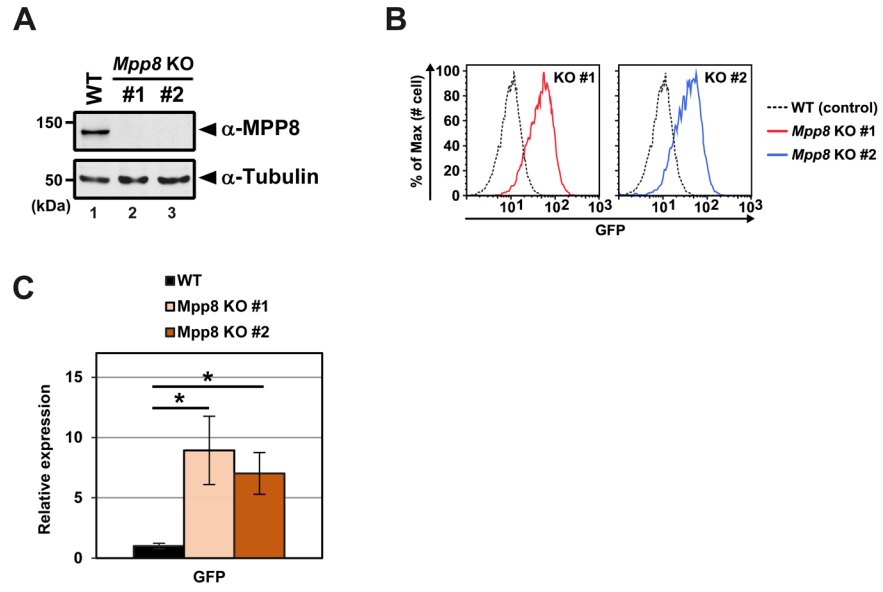 A
Mpp8 KO
WT
#1 #2
150
α-MPP8
50
α-Tubulin
(kDa)
1 2 3
B
% of Max (# cell)
100
80
60
40
20
0
KO #1
10¹ 10² 10³
KO #2
10¹ 10² 10³
GFP
WT (control)
Mpp8 KO #1
Mpp8 KO #2
C
WT
Mpp8 KO #1
Mpp8 KO #2
Relative expression
15
10
5
0
*
*
GFP